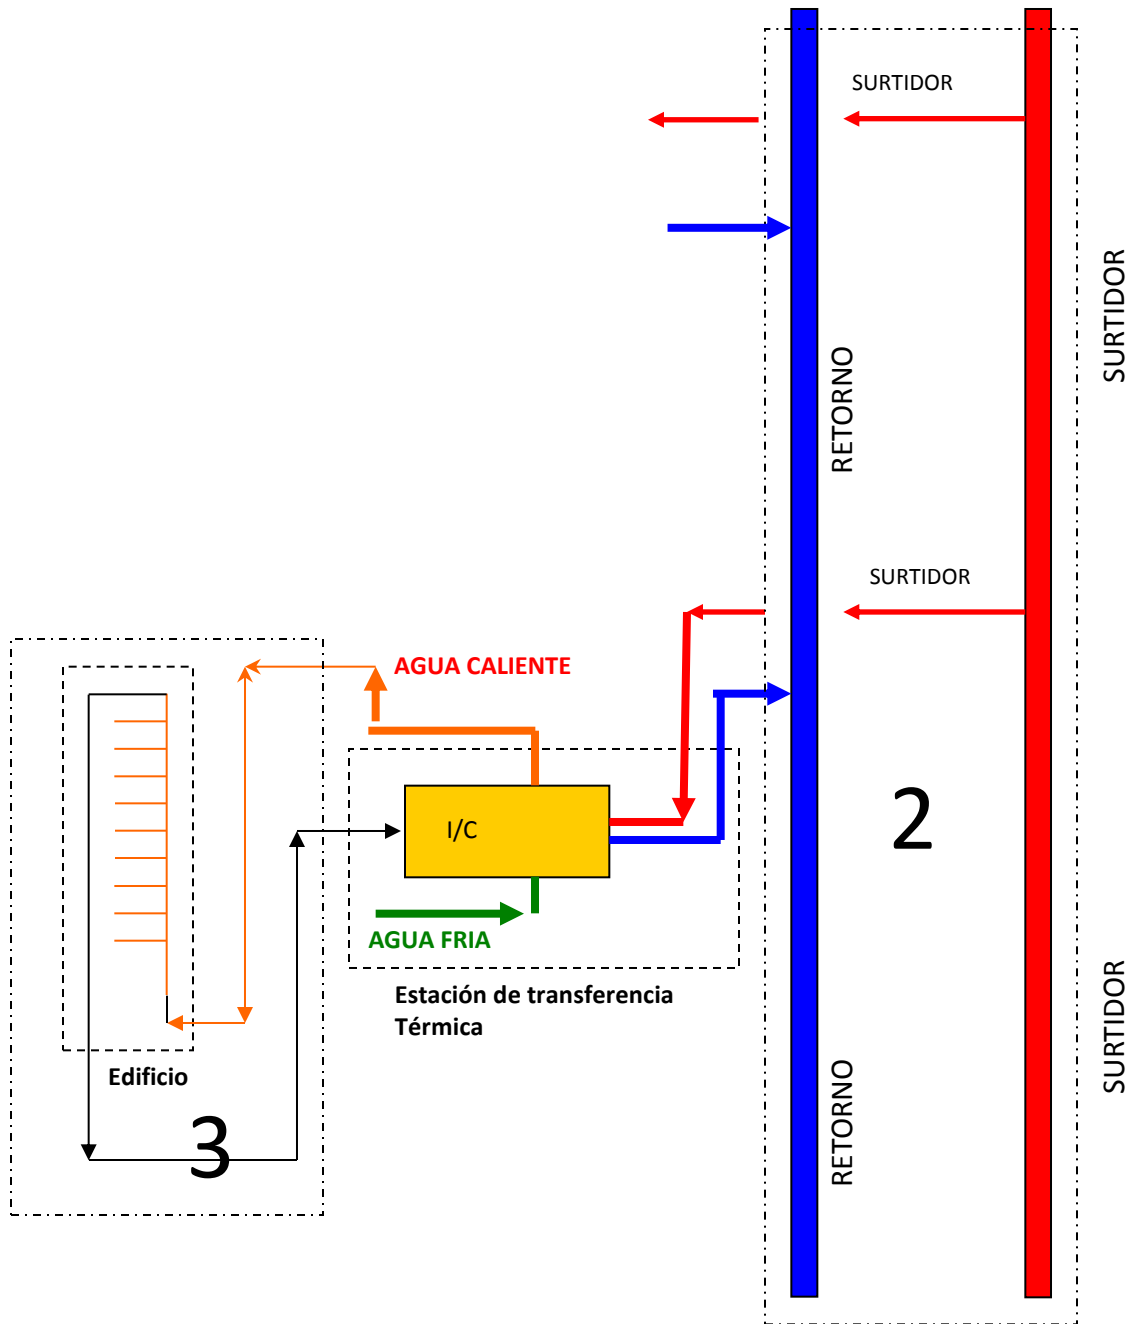 SURTIDOR
SURTIDOR
RETORNO
SURTIDOR
AGUA CALIENTE
I/C
2
AGUA FRIA
Estación de transferencia
Térmica
SURTIDOR
RETORNO
Edificio
3